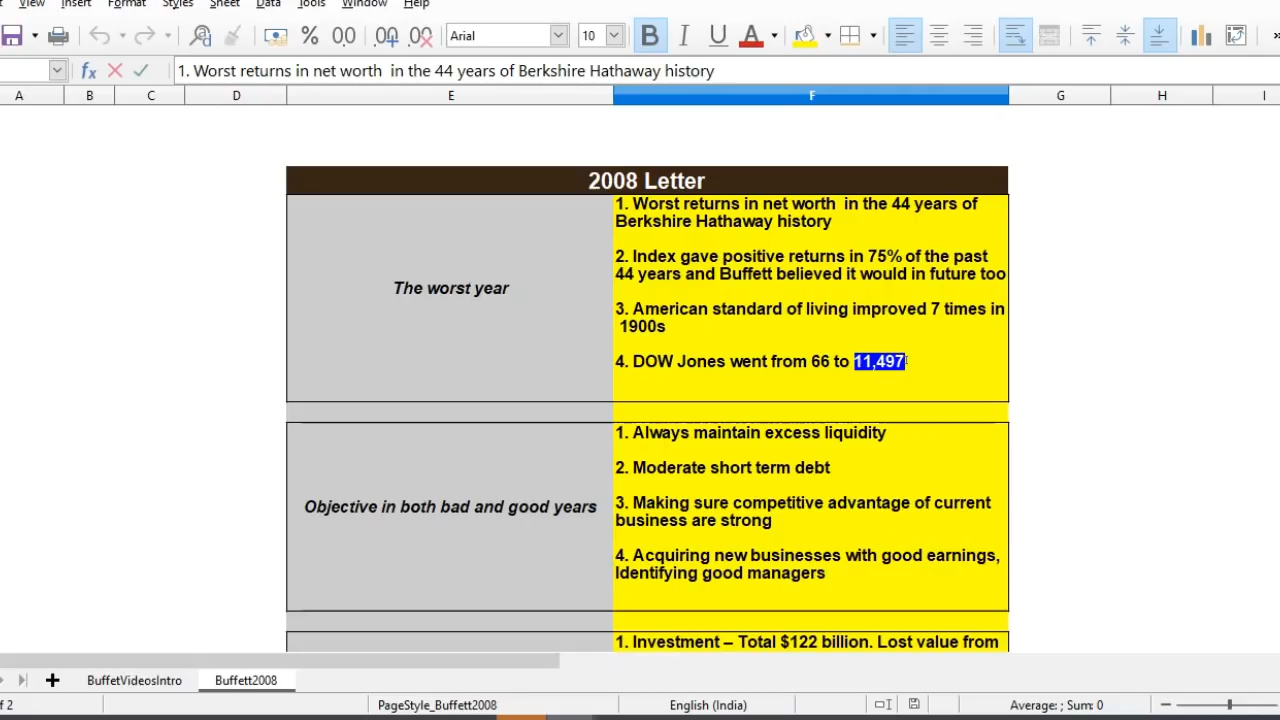 View Insert Format Styles Sheet Data Tools Window Help
Arial 10
1. Worst returns in net worth  in the 44 years of Berkshire Hathaway history
A B C D E F G H I
2008 Letter
The worst year
1. Worst returns in net worth  in the 44 years of
Berkshire Hathaway history
2. Index gave positive returns in 75% of the past
44 years and Buffett believed it would in future too
3. American standard of living improved 7 times in
1900s
4. DOW Jones went from 66 to 11,497
Objective in both bad and good years
1. Always maintain excess liquidity
2. Moderate short term debt
3. Making sure competitive advantage of current
business are strong
4. Acquiring new businesses with good earnings,
Identifying good managers
1. Investment – Total $122 billion. Lost value from
BuffetVideosIntro Buffett2008
f 2 PageStyle_Buffett2008 English (India) Average: ; Sum: 0